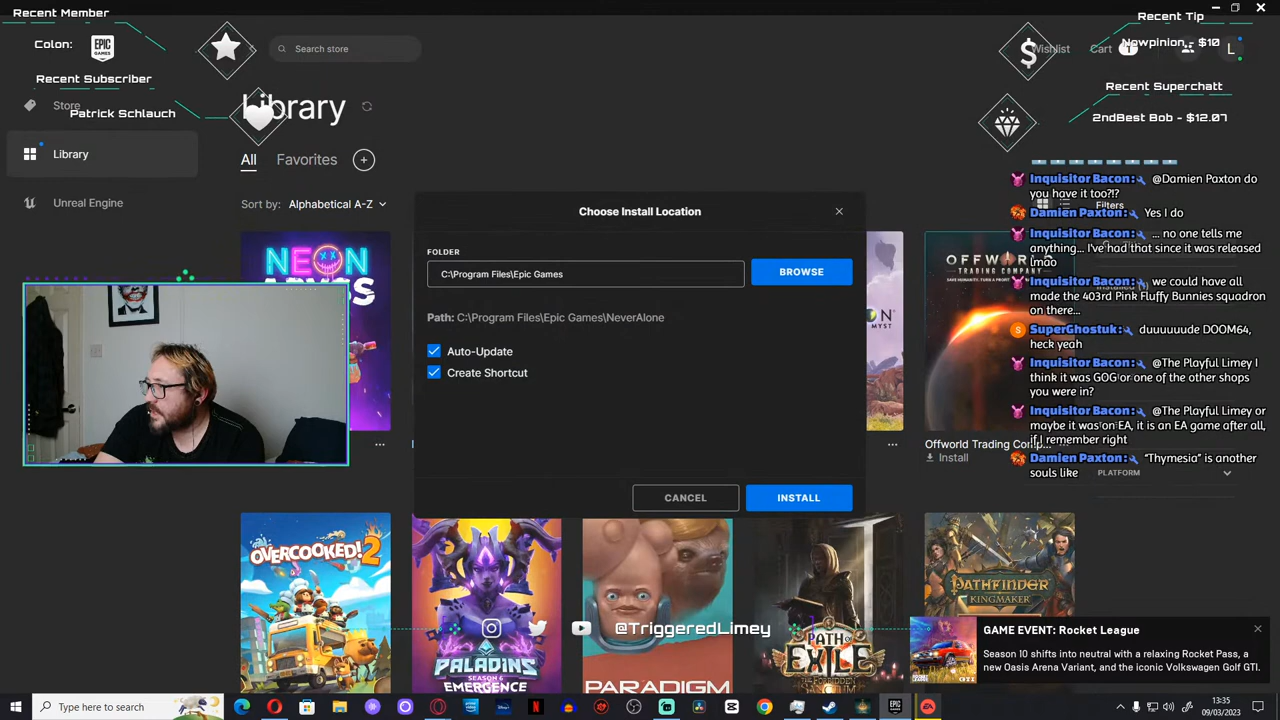 Recent Member
Colon:
EPIC GAMES
Recent Subscriber
Patrick Schlauch
Search store
Wishlist
Cart
1
L
Recent Tip
Nowpinion - $10
Recent Superchatt
2ndBest Bob - $12.07
Store
Library
Unreal Engine
Library
All
Favorites
Sort by: Alphabetical A-Z
Filters
Choose Install Location
FOLDER
C:\Program Files\Epic Games
BROWSE
Path: C:\Program Files\Epic Games\NeverAlone
Auto-Update
Create Shortcut
CANCEL
INSTALL
NEON
OFFWORLD
TRADING COMPANY
Offworld Trading Comp...
Install
Inquisitor Bacon: @Damien Paxton do
you have it too?!?
Damien Paxton: Yes I do
Inquisitor Bacon: ... no one tells me
anything... I've had that since it was released
lmao
Inquisitor Bacon: we could have all
made the 403rd Pink Fluffy Bunnies squadron
on there...
SuperGhostuk: duuuuuude DOOM64,
heck yeah
Inquisitor Bacon: @The Playful Limey I
think it was GOG or one of the other shops
you were in?
Inquisitor Bacon: @The Playful Limey or
maybe it was on EA, it is an EA game after all,
if I remember right
Damien Paxton: "Thymesia" is another
souls like
PLATFORM
OVERCOOKED! 2
PALADINS
SEASON 6
EMERGENCE
PARADIGM
PATH OF
EXILE
PATHFINDER
KINGMAKER
@TriggeredLimey
GAME EVENT: Rocket League
Season 10 shifts into neutral with a relaxing Rocket Pass, a
new Oasis Arena Variant, and the iconic Volkswagen Golf GTI.
Type here to search
13:35
09/03/2023